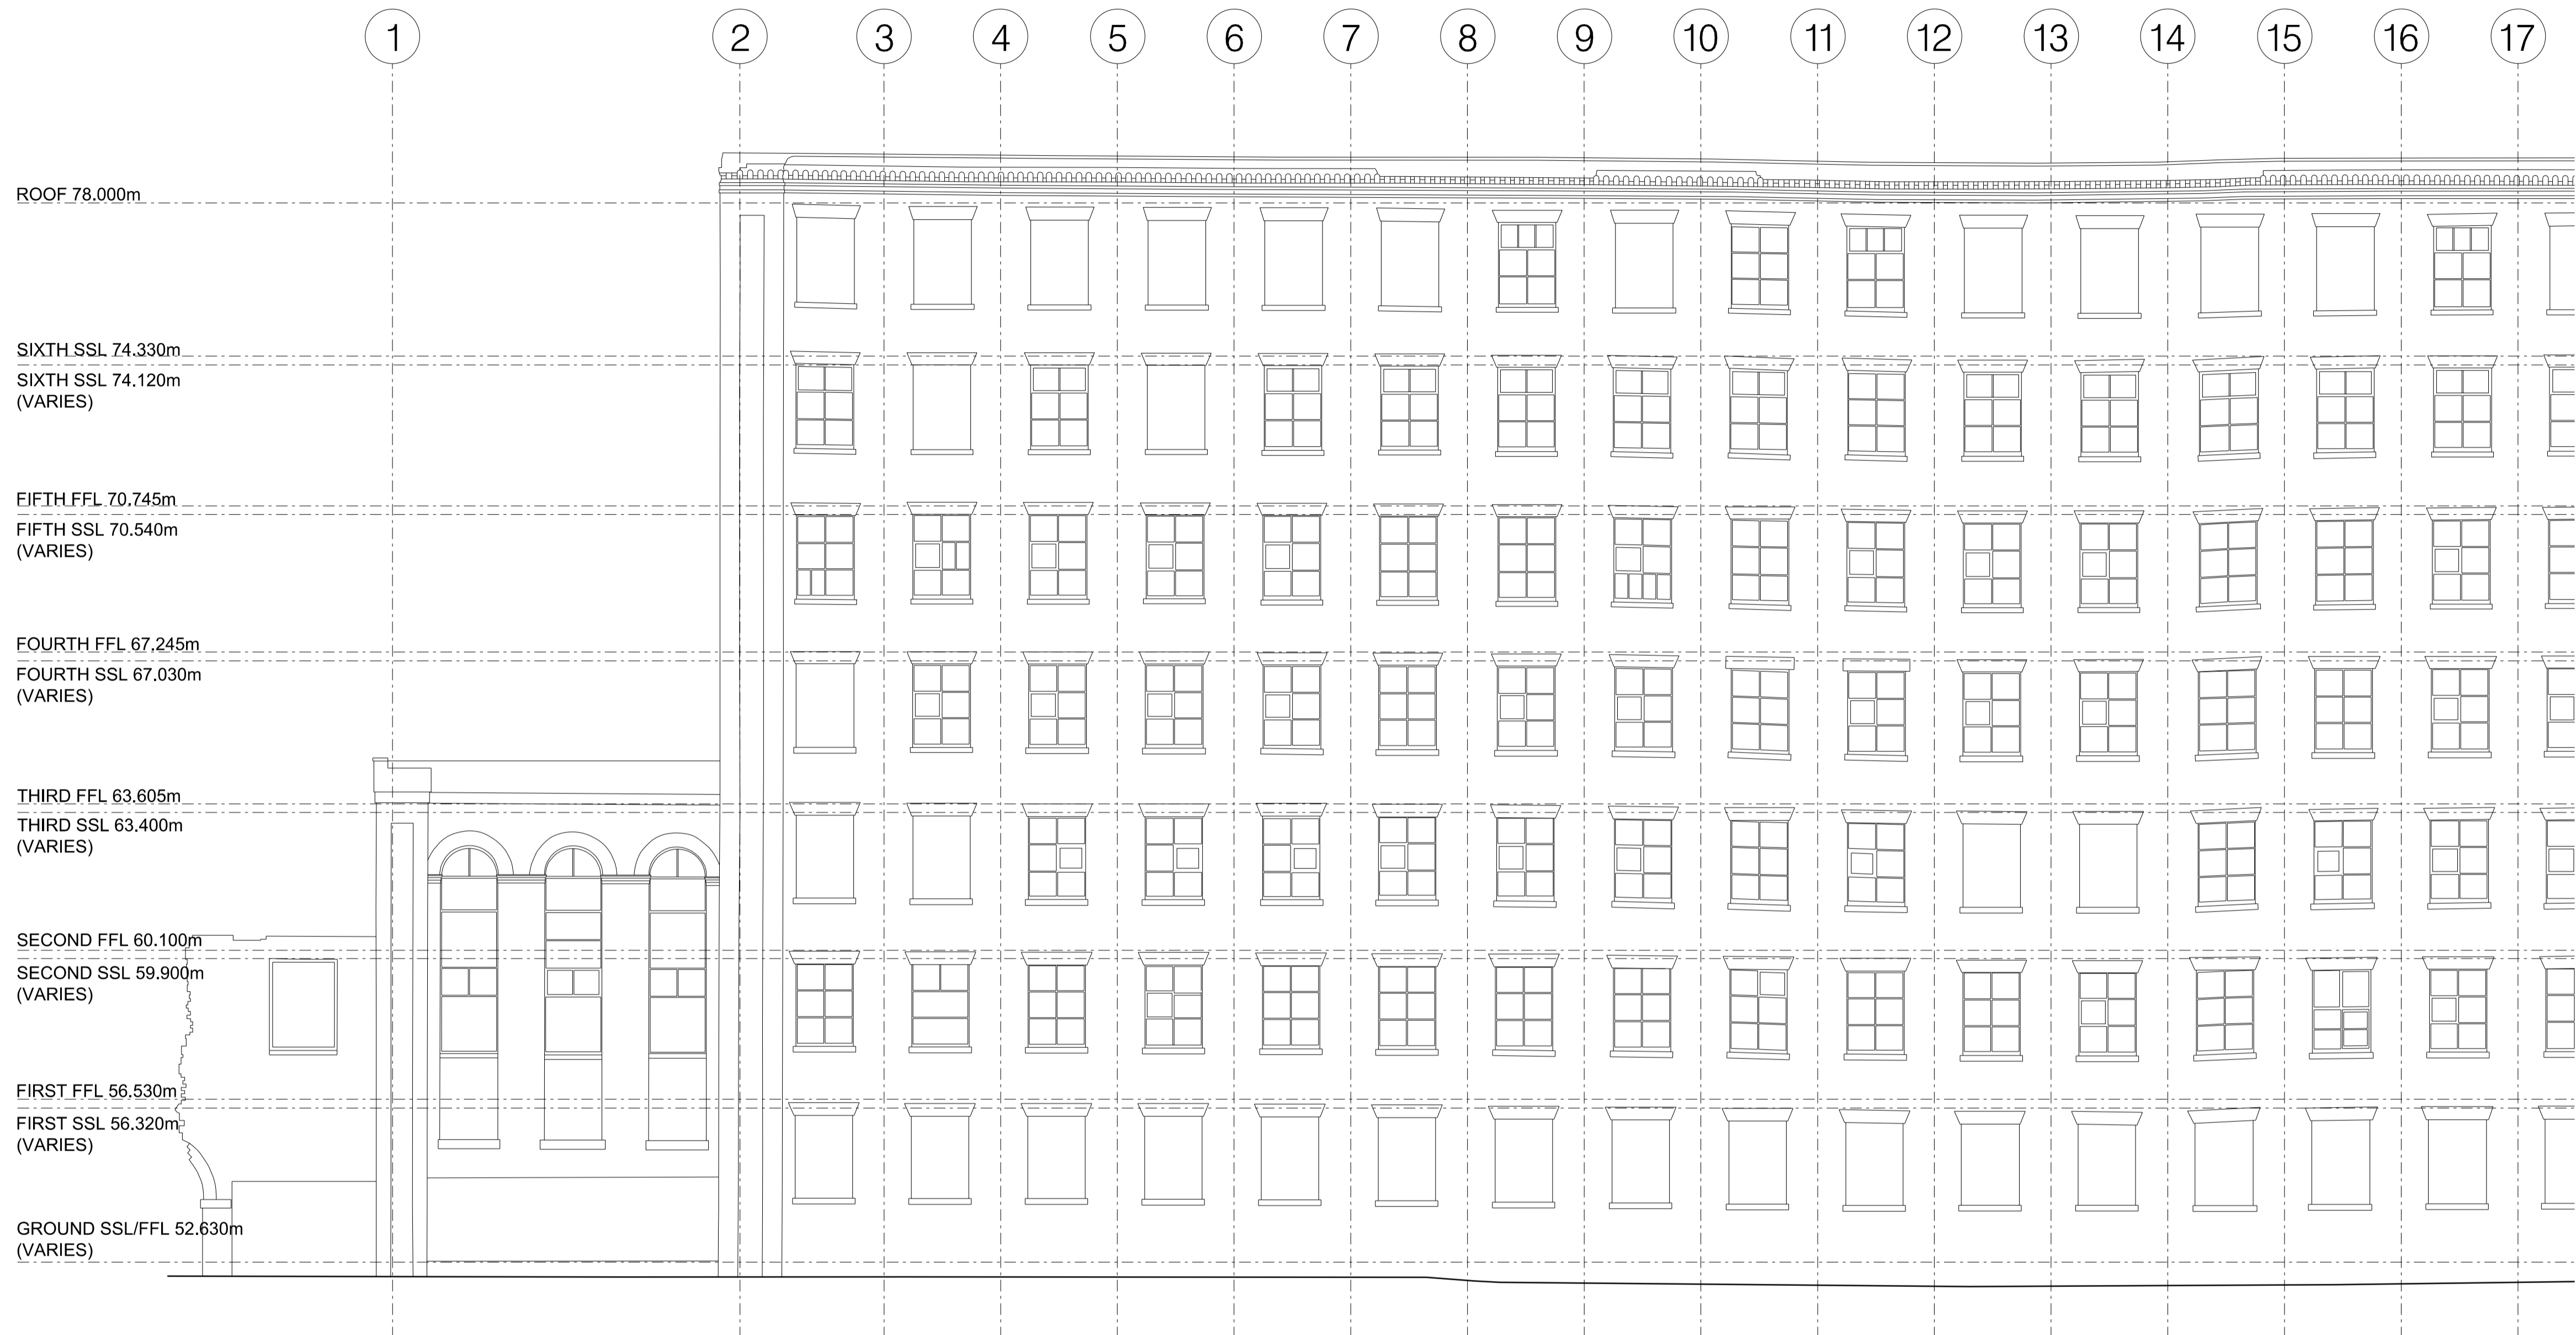 1 2 3 4 5 6 7 8 9 10 11 12 13 14 15 16 17
ROOF 78.000m
SIXTH SSL 74.330m
SIXTH SSL 74.120m
(VARIES)
FIFTH FFL 70.745m
FIFTH SSL 70.540m
(VARIES)
FOURTH FFL 67.245m
FOURTH SSL 67.030m
(VARIES)
THIRD FFL 63.605m
THIRD SSL 63.400m
(VARIES)
SECOND FFL 60.100m
SECOND SSL 59.900m
(VARIES)
FIRST FFL 56.530m
FIRST SSL 56.320m
(VARIES)
GROUND SSL/FFL 52.630m
(VARIES)